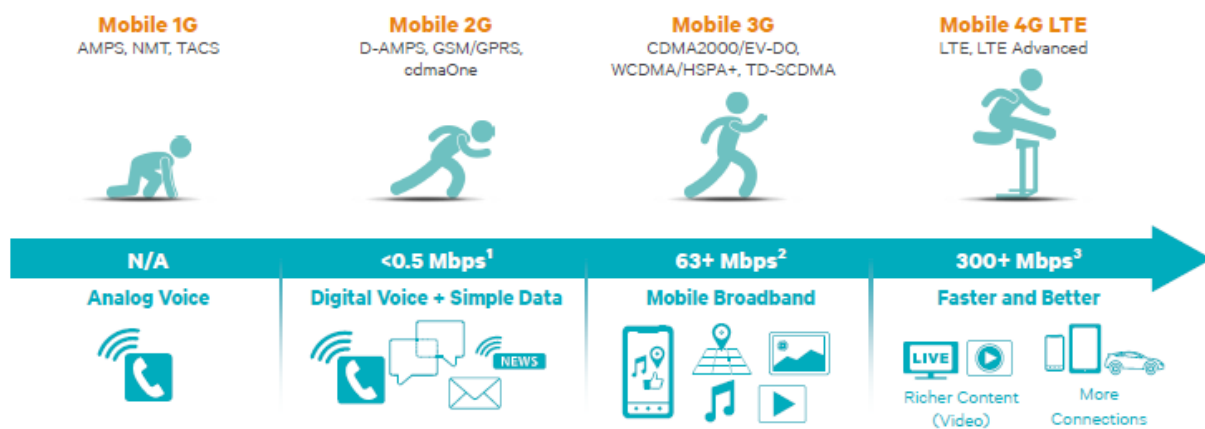 Mobile 1G
AMPS, NMT, TACS
Mobile 2G
D-AMPS, GSM/GPRS,
cdmaOne
Mobile 3G
CDMA2000/EV-DO,
WCDMA/HSPA+, TD-SCDMA
Mobile 4G LTE
LTE, LTE Advanced
N/A
<0.5 Mbps¹
63+ Mbps²
300+ Mbps³
Analog Voice
Digital Voice + Simple Data
Mobile Broadband
Faster and Better
NEWS
LIVE
Richer Content
(Video)
More
Connections